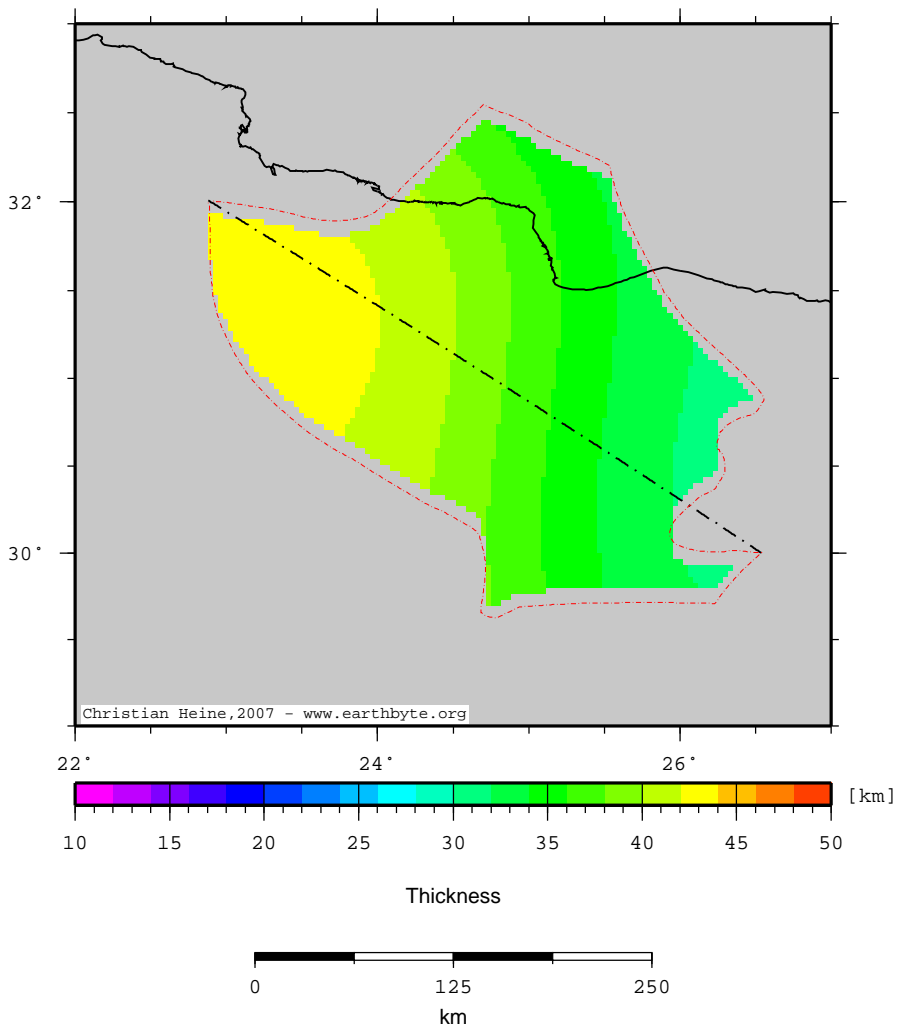 32°
30°
Christian Heine,2007 - www.earthbyte.org
22° 24° 26°
[km]
10 15 20 25 30 35 40 45 50
Thickness
0 125 250
km